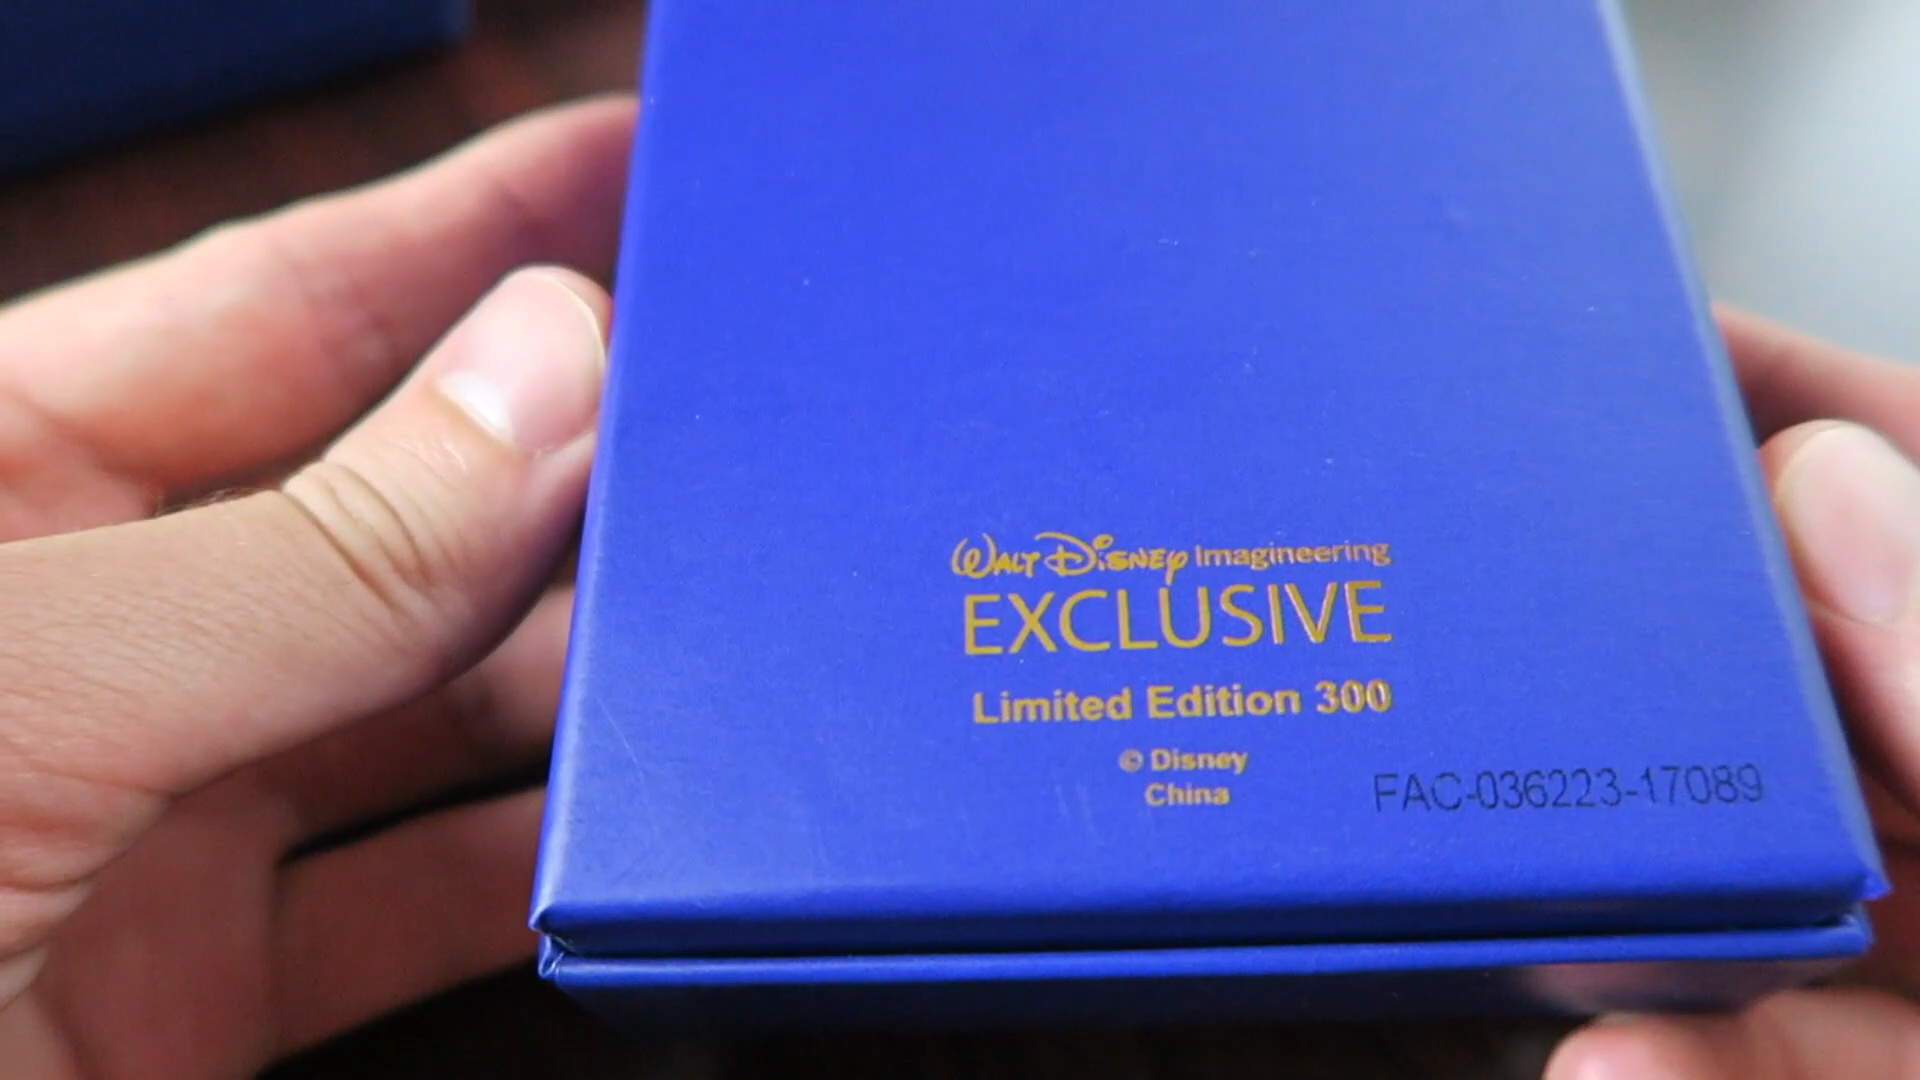 Walt Disney Imagineering
EXCLUSIVE
Limited Edition 300
© Disney
China
FAC-036223-17089